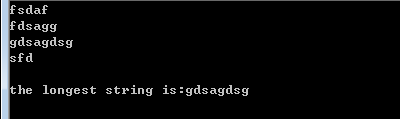 fsdaf
fdsagg
gdsagdsg
sfd
the longest string is:gdsagdsg